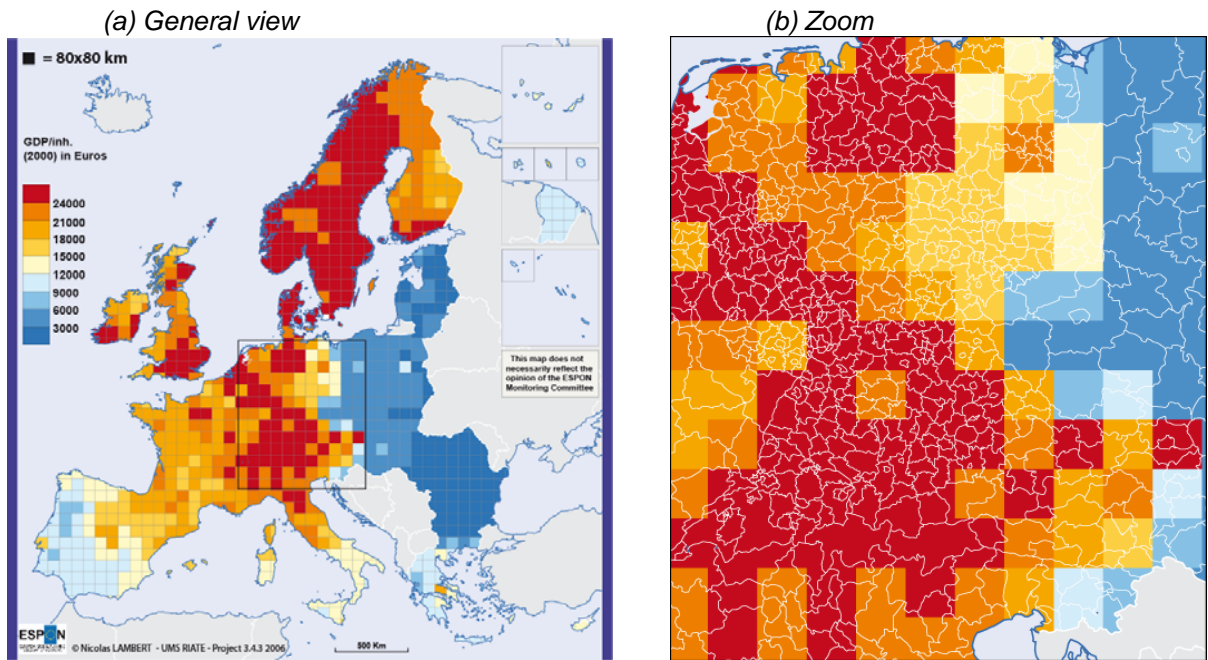 (a) General view
(b) Zoom
■ = 80x80 km
GDP/inh.
(2000) in Euros
24000
21000
18000
15000
12000
9000
6000
3000
This map does not
necessarily reflect the
opinion of the ESPON
Monitoring Committee
ESPON
© Nicolas LAMBERT - UMS RIATE - Project 3.4.3 2006
500 Km